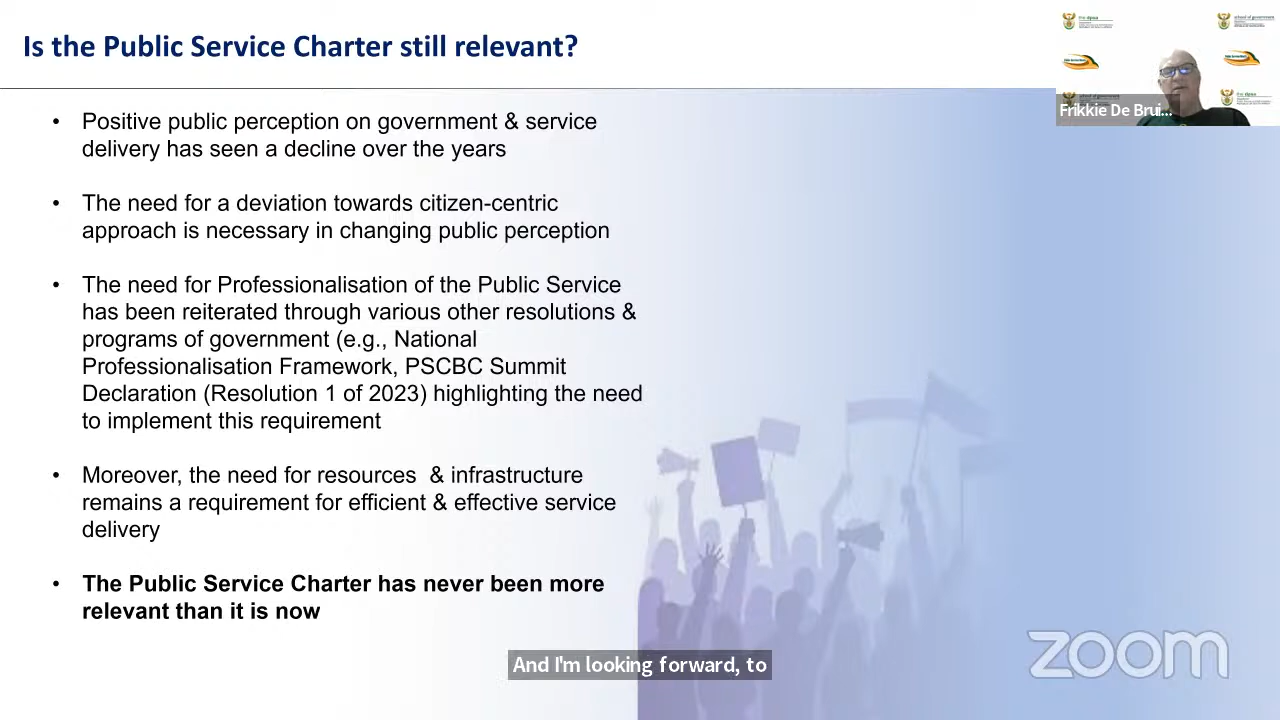 Is the Public Service Charter still relevant?
• Positive public perception on government & service
delivery has seen a decline over the years
• The need for a deviation towards citizen-centric
approach is necessary in changing public perception
• The need for Professionalisation of the Public Service
has been reiterated through various other resolutions &
programs of government (e.g., National
Professionalisation Framework, PSCBC Summit
Declaration (Resolution 1 of 2023) highlighting the need
to implement this requirement
• Moreover, the need for resources & infrastructure
remains a requirement for efficient & effective service
delivery
• The Public Service Charter has never been more
relevant than it is now
Frikkie De Brui...
And I'm looking forward, to
zoom